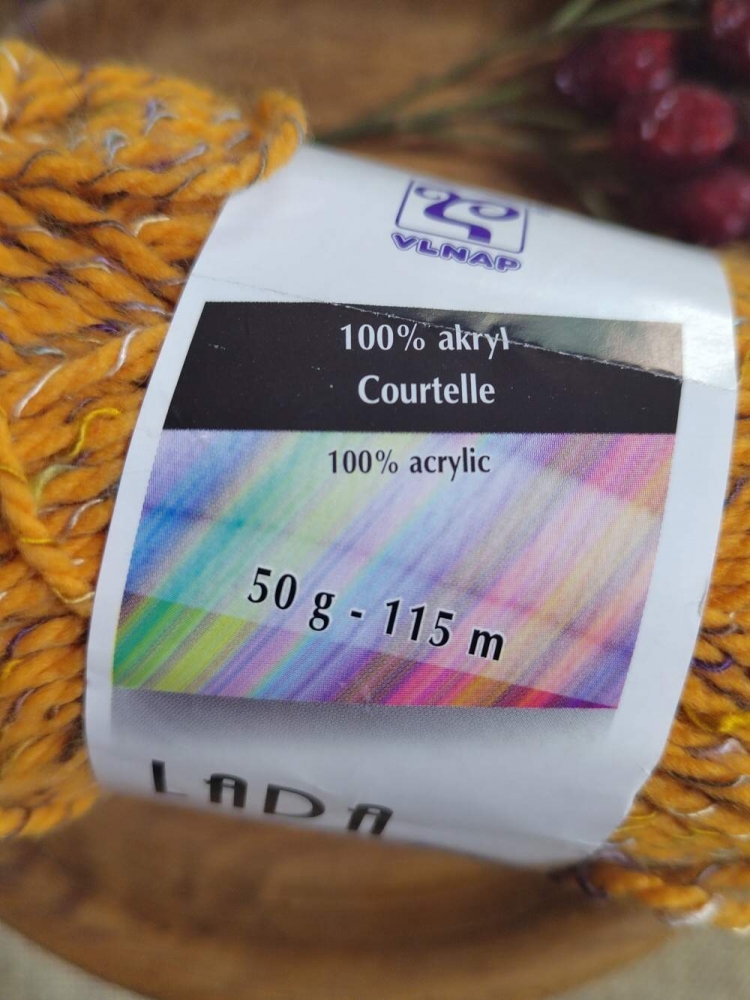 VLNAP
100% akryl
Courtelle
100% acrylic
50 g - 115 m
LADA